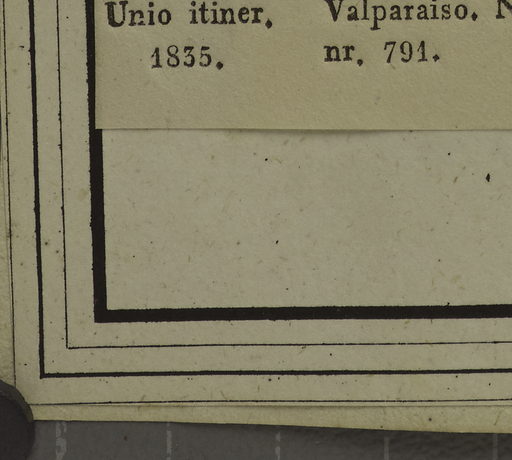 Unio itiner. Valparaiso. N
1835. nr. 791.